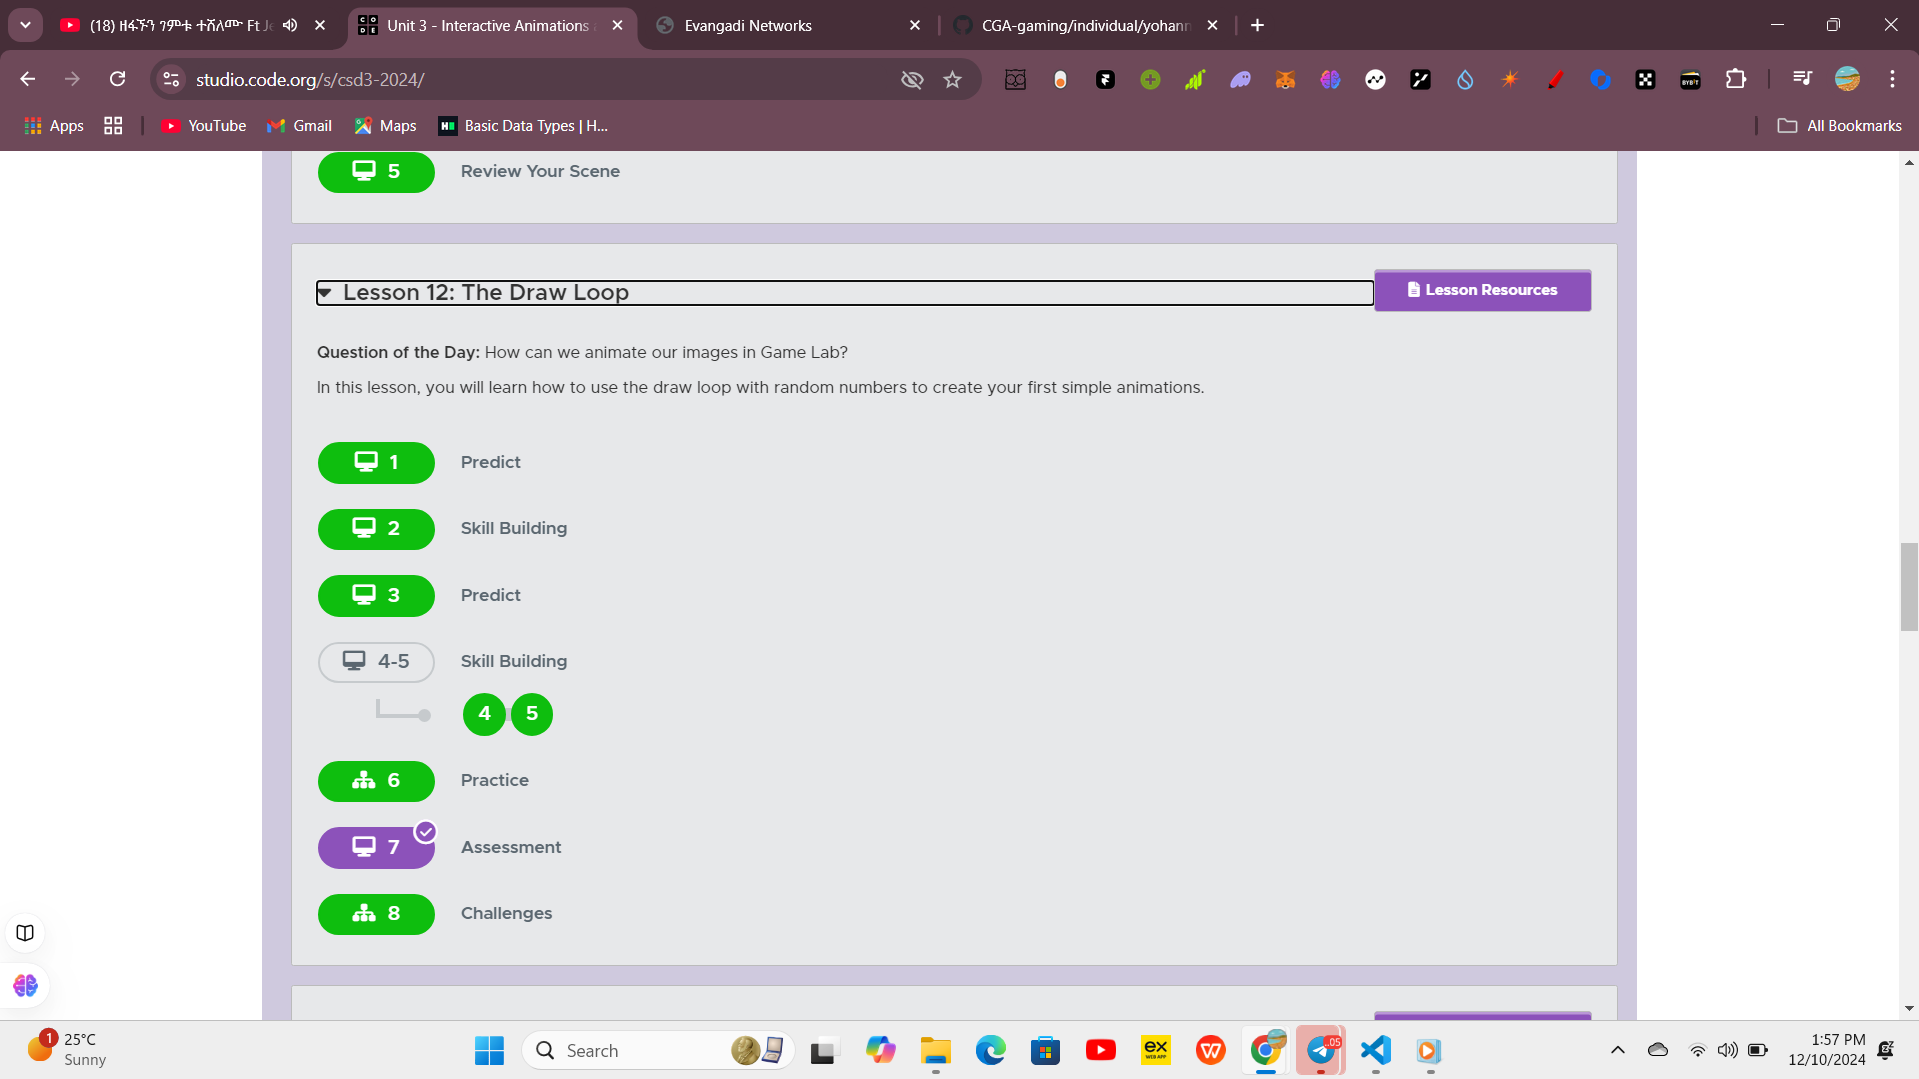 (18) ዘፋኙን ገምቱ ተሸለሙ Ft Je
Unit 3 - Interactive Animations a
Evangadi Networks
CGA-gaming/individual/yohann
studio.code.org/s/csd3-2024/
Apps
YouTube
Gmail
Maps
Basic Data Types | H...
All Bookmarks
5 Review Your Scene
Lesson 12: The Draw Loop
Lesson Resources
Question of the Day: How can we animate our images in Game Lab?
In this lesson, you will learn how to use the draw loop with random numbers to create your first simple animations.
1 Predict
2 Skill Building
3 Predict
4-5 Skill Building
4 5
6 Practice
7 Assessment
8 Challenges
1
25°C
Sunny
Search
ex
WEB APP
.05
1:57 PM
12/10/2024